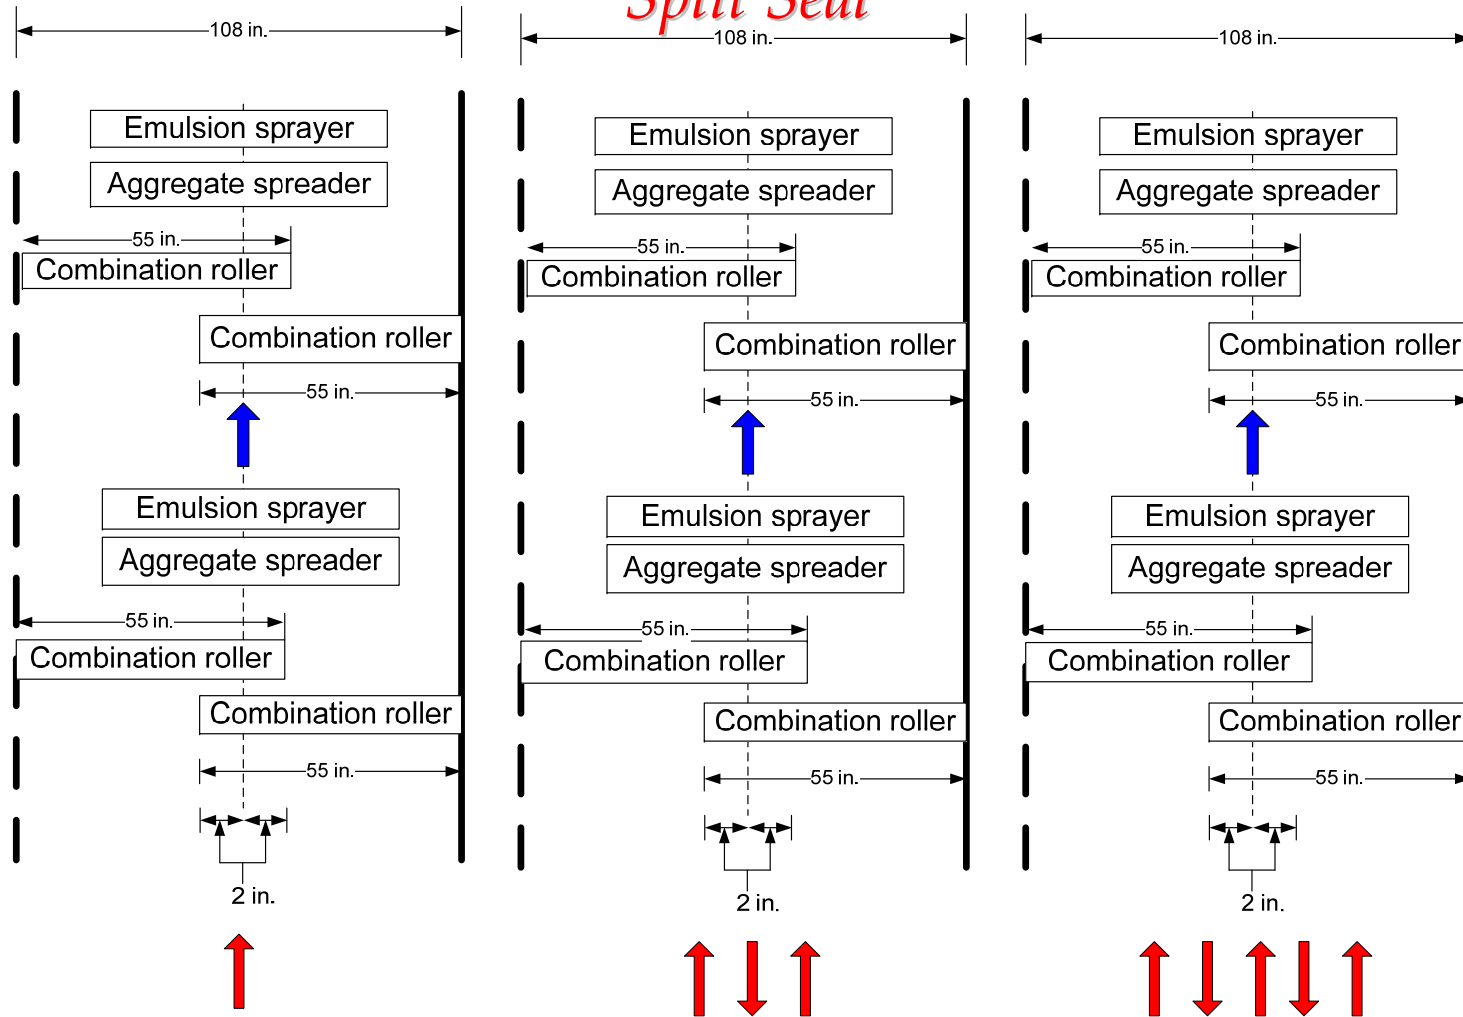 Split Seal
108 in.
108 in.
108 in.
Emulsion sprayer
Aggregate spreader
55 in.
Combination roller
Combination roller
55 in.
Emulsion sprayer
Aggregate spreader
55 in.
Combination roller
Combination roller
55 in.
2 in.
Emulsion sprayer
Aggregate spreader
55 in.
Combination roller
Combination roller
55 in.
Emulsion sprayer
Aggregate spreader
55 in.
Combination roller
Combination roller
55 in.
2 in.
Emulsion sprayer
Aggregate spreader
55 in.
Combination roller
Combination roller
55 in.
Emulsion sprayer
Aggregate spreader
55 in.
Combination roller
Combination roller
55 in.
2 in.